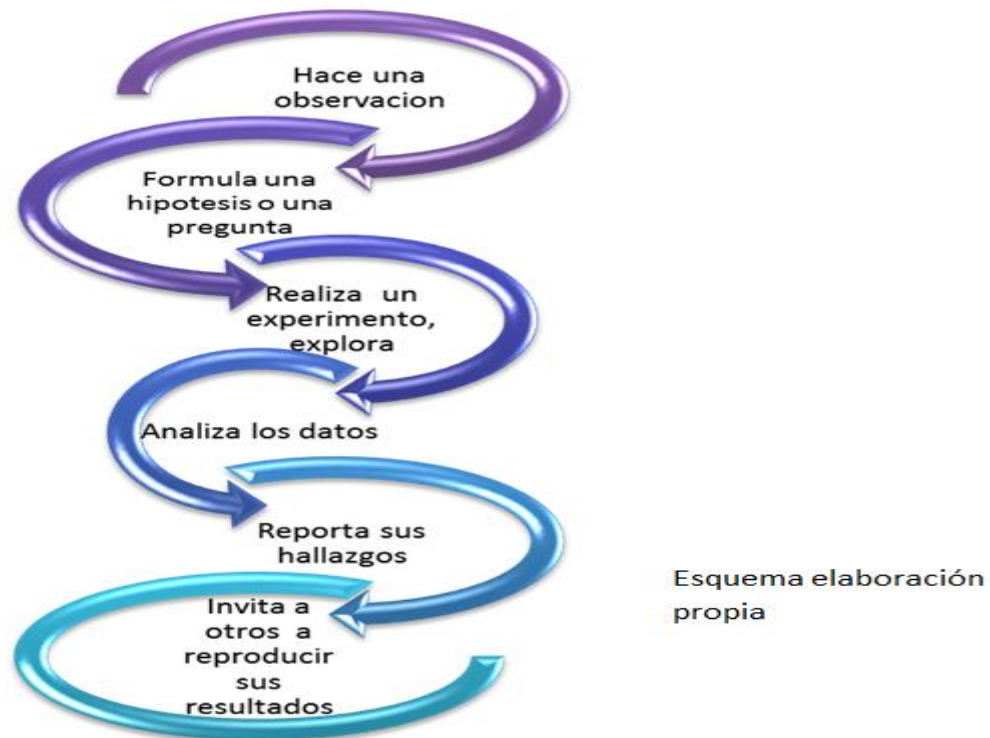 Hace una
observacion
Formula una
hipotesis o una
pregunta
Realiza un
experimento,
explora
Analiza los datos
Reporta sus
hallazgos
Invita a
otros a
reproducir
sus
resultados
Esquema elaboración
propia